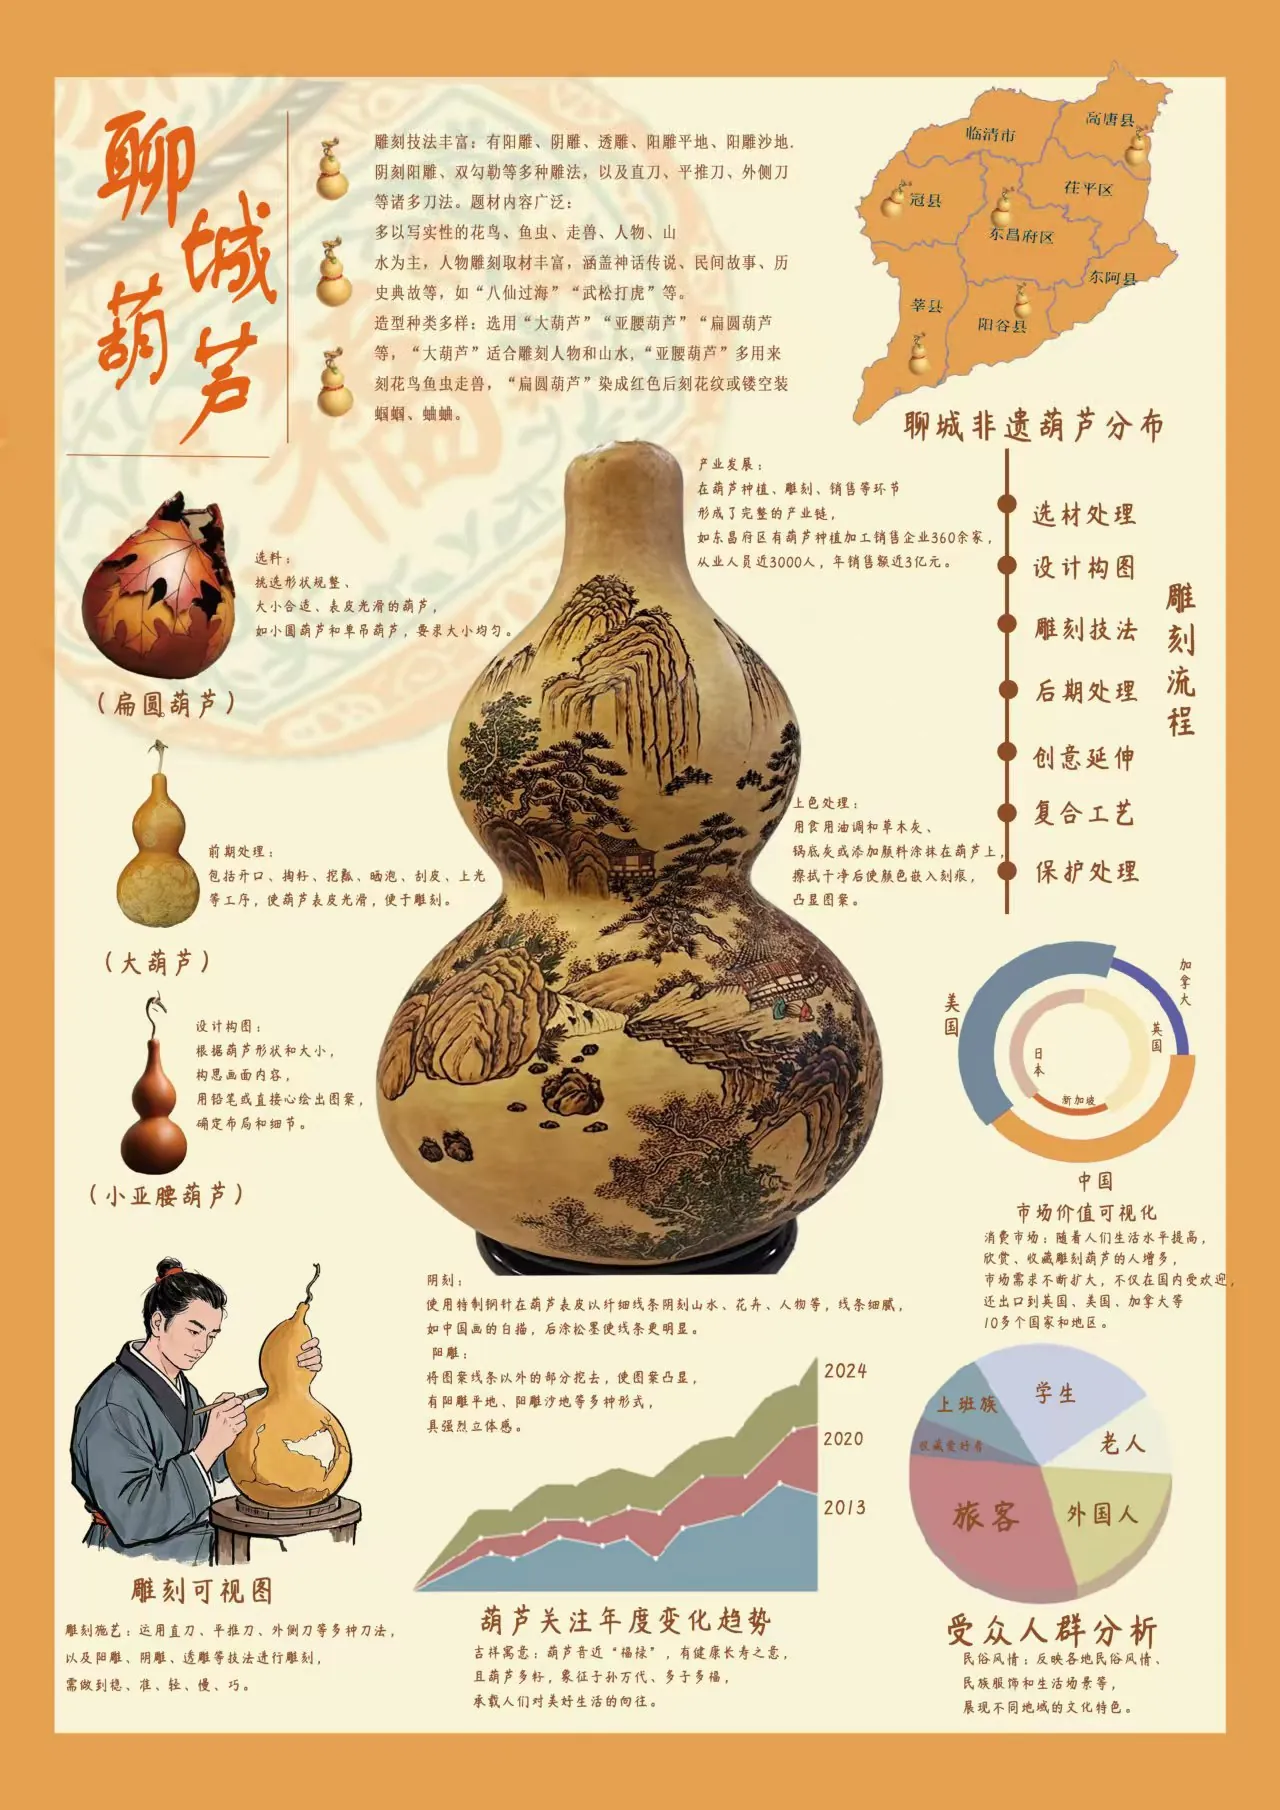 聊城葫芦
雕刻技法丰富：有阳雕、阴雕、透雕、阳雕平地、阳雕沙地.
阴刻阳雕、双勾勒等多种雕法，以及直刀、平推刀、外侧刀
等诸多刀法。题材内容广泛：
多以写实性的花鸟、鱼虫、走兽、人物、山
水为主，人物雕刻取材丰富，涵盖神话传说、民间故事、历
史典故等，如“八仙过海”“武松打虎”等。
造型种类多样：选用“大葫芦”“亚腰葫芦”“扁圆葫芦
等，“大葫芦”适合雕刻人物和山水，“亚腰葫芦”多用来
刻花鸟鱼虫走兽，“扁圆葫芦”染成红色后刻花纹或镂空装
蝈蝈、蛐蛐。
临清市
高唐县
冠县
茌平区
东昌府区
东阿县
莘县
阳谷县
聊城非遗葫芦分布
福
产业发展：
在葫芦种植、雕刻、销售等环节
形成了完整的产业链，
如东昌府区有葫芦种植加工销售企业360余家，
从业人员近3000人，年销售额近3亿元。
选材处理
设计构图
雕刻技法
后期处理
创意延伸
复合工艺
保护处理
雕刻流程
选料：
挑选形状规整、
大小合适、表皮光滑的葫芦，
如小圆葫芦和单吊葫芦，要求大小均匀。
（扁圆葫芦）
前期处理：
包括开口、掏籽、挖瓢、晒泡、刮皮、上光
等工序，使葫芦表皮光滑，便于雕刻。
（大葫芦）
上色处理：
用食用油调和草木灰、
锅底灰或添加颜料涂抹在葫芦上，
擦拭干净后使颜色嵌入刻痕，
凸显图案。
设计构图：
根据葫芦形状和大小，
构思画面内容，
用铅笔或直接心绘出图案，
确定布局和细节。
（小亚腰葫芦）
美国
加拿大
英国
日本
新加坡
中国
市场价值可视化
消费市场：随着人们生活水平提高，
欣赏、收藏雕刻葫芦的人增多，
市场需求不断扩大，不仅在国内受欢迎，
还出口到英国、美国、加拿大等
10多个国家和地区。
阴刻：
使用特制钢针在葫芦表皮以纤细线条阴刻山水、花卉、人物等，线条细腻，
如中国画的白描，后涂松墨使线条更明显。
阳雕：
将图案线条以外的部分挖去，使图案凸显，
有阳雕平地、阳雕沙地等多种形式，
具强烈立体感。
2024
2020
2013
葫芦关注年度变化趋势
吉祥寓意：葫芦音近“福禄”，有健康长寿之意，
且葫芦多籽，象征子孙万代、多子多福，
承载人们对美好生活的向往。
雕刻可视图
雕刻施艺：运用直刀、平推刀、外侧刀等多种刀法，
以及阳雕、阴雕、透雕等技法进行雕刻，
需做到稳、准、轻、慢、巧。
上班族
学生
老人
收藏爱好者
旅客
外国人
受众人群分析
民俗风情：反映各地民俗风情、
民族服饰和生活场景等，
展现不同地域的文化特色。